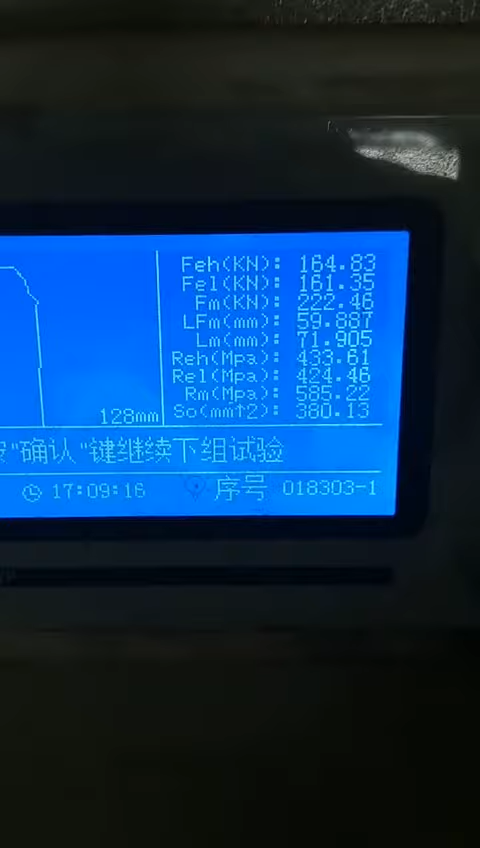 Feh(KN): 164.83
Fel(KN): 161.35
Fm(KN): 222.46
LFm(mm): 59.887
Lm(mm): 71.905
Reh(Mpa): 433.61
Rel(Mpa): 424.46
Rm(Mpa): 585.22
So(mm↑2): 380.13
128mm
"确认"键继续下组试验
17:09:16 序号 018303-1